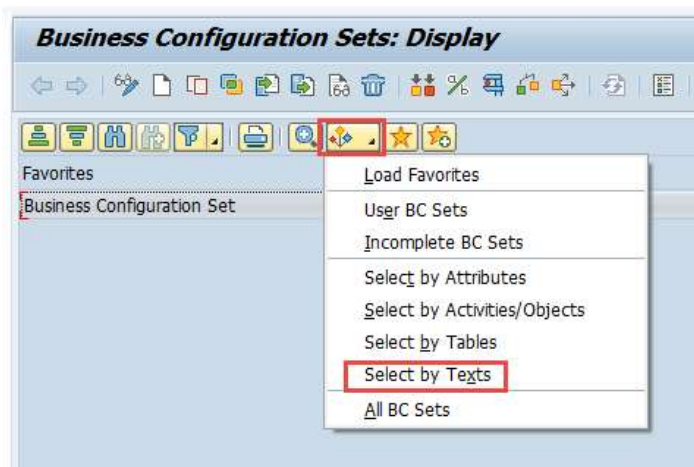 Business Configuration Sets: Display
Favorites
Business Configuration Set
Load Favorites
User BC Sets
Incomplete BC Sets
Select by Attributes
Select by Activities/Objects
Select by Tables
Select by Texts
All BC Sets